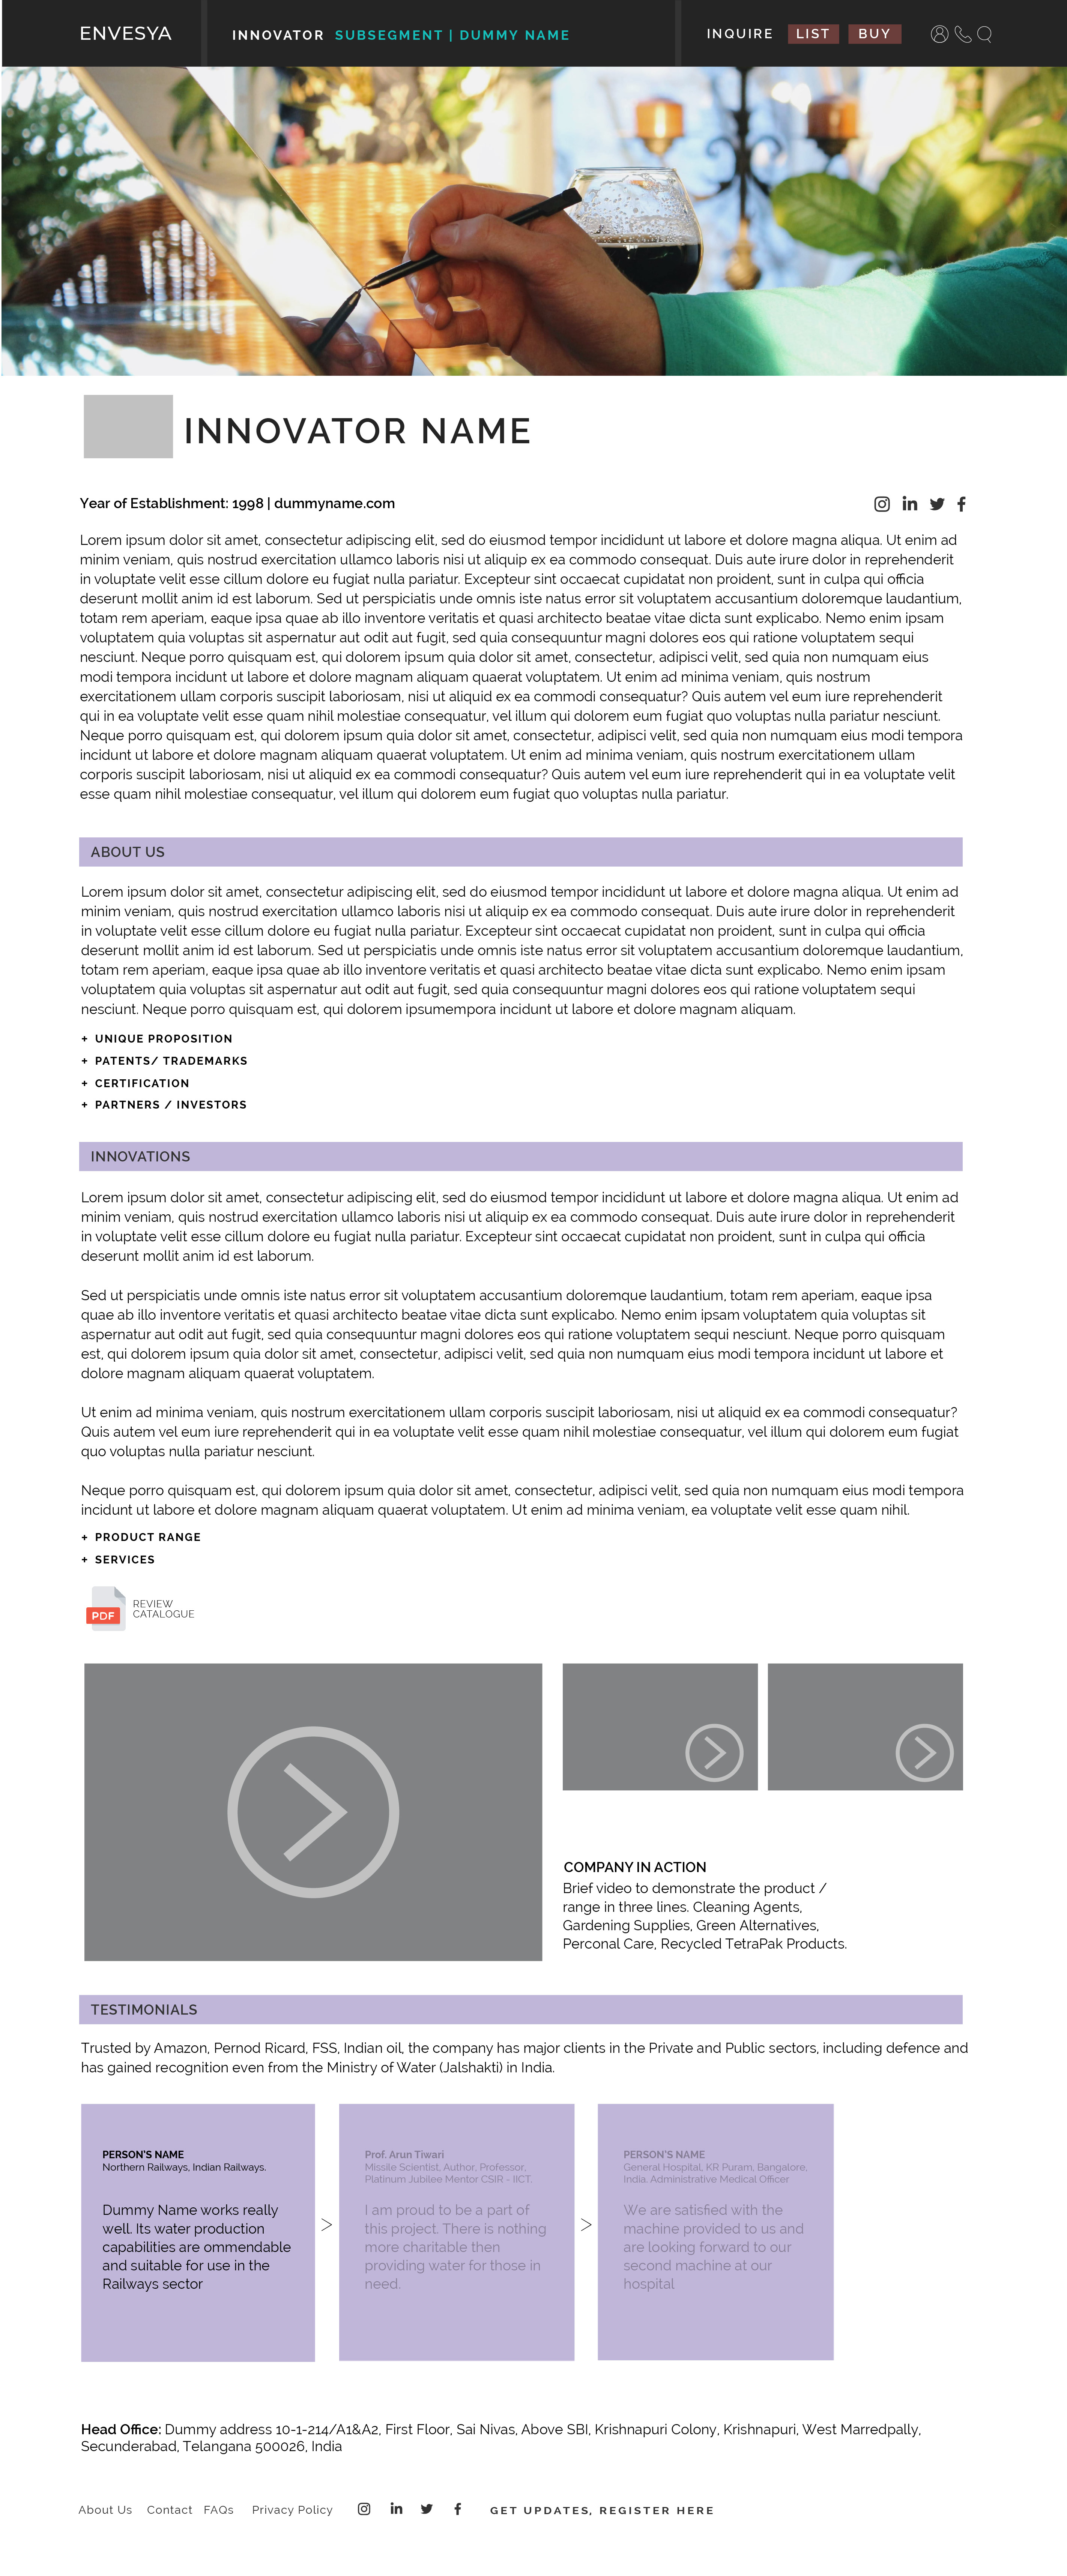 ENVESYA
INNOVATOR SUBSEGMENT | DUMMY NAME
INQUIRE LIST BUY
INNOVATOR NAME
Year of Establishment: 1998 | dummyname.com
Lorem ipsum dolor sit amet, consectetur adipiscing elit, sed do eiusmod tempor incididunt ut labore et dolore magna aliqua. Ut enim ad
minim veniam, quis nostrud exercitation ullamco laboris nisi ut aliquip ex ea commodo consequat. Duis aute irure dolor in reprehenderit
in voluptate velit esse cillum dolore eu fugiat nulla pariatur. Excepteur sint occaecat cupidatat non proident, sunt in culpa qui officia
deserunt mollit anim id est laborum. Sed ut perspiciatis unde omnis iste natus error sit voluptatem accusantium doloremque laudantium,
totam rem aperiam, eaque ipsa quae ab illo inventore veritatis et quasi architecto beatae vitae dicta sunt explicabo. Nemo enim ipsam
voluptatem quia voluptas sit aspernatur aut odit aut fugit, sed quia consequuntur magni dolores eos qui ratione voluptatem sequi
nesciunt. Neque porro quisquam est, qui dolorem ipsum quia dolor sit amet, consectetur, adipisci velit, sed quia non numquam eius
modi tempora incidunt ut labore et dolore magnam aliquam quaerat voluptatem. Ut enim ad minima veniam, quis nostrum
exercitationem ullam corporis suscipit laboriosam, nisi ut aliquid ex ea commodi consequatur? Quis autem vel eum iure reprehenderit
qui in ea voluptate velit esse quam nihil molestiae consequatur, vel illum qui dolorem eum fugiat quo voluptas nulla pariatur nesciunt.
Neque porro quisquam est, qui dolorem ipsum quia dolor sit amet, consectetur, adipisci velit, sed quia non numquam eius modi tempora
incidunt ut labore et dolore magnam aliquam quaerat voluptatem. Ut enim ad minima veniam, quis nostrum exercitationem ullam
corporis suscipit laboriosam, nisi ut aliquid ex ea commodi consequatur? Quis autem vel eum iure reprehenderit qui in ea voluptate velit
esse quam nihil molestiae consequatur, vel illum qui dolorem eum fugiat quo voluptas nulla pariatur.
ABOUT US
Lorem ipsum dolor sit amet, consectetur adipiscing elit, sed do eiusmod tempor incididunt ut labore et dolore magna aliqua. Ut enim ad
minim veniam, quis nostrud exercitation ullamco laboris nisi ut aliquip ex ea commodo consequat. Duis aute irure dolor in reprehenderit
in voluptate velit esse cillum dolore eu fugiat nulla pariatur. Excepteur sint occaecat cupidatat non proident, sunt in culpa qui officia
deserunt mollit anim id est laborum. Sed ut perspiciatis unde omnis iste natus error sit voluptatem accusantium doloremque laudantium,
totam rem aperiam, eaque ipsa quae ab illo inventore veritatis et quasi architecto beatae vitae dicta sunt explicabo. Nemo enim ipsam
voluptatem quia voluptas sit aspernatur aut odit aut fugit, sed quia consequuntur magni dolores eos qui ratione voluptatem sequi
nesciunt. Neque porro quisquam est, qui dolorem ipsumempora incidunt ut labore et dolore magnam aliquam.
+ UNIQUE PROPOSITION
+ PATENTS/ TRADEMARKS
+ CERTIFICATION
+ PARTNERS / INVESTORS
INNOVATIONS
Lorem ipsum dolor sit amet, consectetur adipiscing elit, sed do eiusmod tempor incididunt ut labore et dolore magna aliqua. Ut enim ad
minim veniam, quis nostrud exercitation ullamco laboris nisi ut aliquip ex ea commodo consequat. Duis aute irure dolor in reprehenderit
in voluptate velit esse cillum dolore eu fugiat nulla pariatur. Excepteur sint occaecat cupidatat non proident, sunt in culpa qui officia
deserunt mollit anim id est laborum.
Sed ut perspiciatis unde omnis iste natus error sit voluptatem accusantium doloremque laudantium, totam rem aperiam, eaque ipsa
quae ab illo inventore veritatis et quasi architecto beatae vitae dicta sunt explicabo. Nemo enim ipsam voluptatem quia voluptas sit
aspernatur aut odit aut fugit, sed quia consequuntur magni dolores eos qui ratione voluptatem sequi nesciunt. Neque porro quisquam
est, qui dolorem ipsum quia dolor sit amet, consectetur, adipisci velit, sed quia non numquam eius modi tempora incidunt ut labore et
dolore magnam aliquam quaerat voluptatem.
Ut enim ad minima veniam, quis nostrum exercitationem ullam corporis suscipit laboriosam, nisi ut aliquid ex ea commodi consequatur?
Quis autem vel eum iure reprehenderit qui in ea voluptate velit esse quam nihil molestiae consequatur, vel illum qui dolorem eum fugiat
quo voluptas nulla pariatur nesciunt.
Neque porro quisquam est, qui dolorem ipsum quia dolor sit amet, consectetur, adipisci velit, sed quia non numquam eius modi tempora
incidunt ut labore et dolore magnam aliquam quaerat voluptatem. Ut enim ad minima veniam, ea voluptate velit esse quam nihil.
+ PRODUCT RANGE
+ SERVICES
PDF
REVIEW
CATALOGUE
COMPANY IN ACTION
Brief video to demonstrate the product /
range in three lines. Cleaning Agents,
Gardening Supplies, Green Alternatives,
Perconal Care, Recycled TetraPak Products.
TESTIMONIALS
Trusted by Amazon, Pernod Ricard, FSS, Indian oil, the company has major clients in the Private and Public sectors, including defence and
has gained recognition even from the Ministry of Water (Jalshakti) in India.
PERSON'S NAME
Northern Railways, Indian Railways.
Dummy Name works really
well. Its water production
capabilities are ommendable
and suitable for use in the
Railways sector
>
Prof. Arun Tiwari
Missile Scientist, Author, Professor,
Platinum Jubilee Mentor CSIR - IICT.
I am proud to be a part of
this project. There is nothing
more charitable then
providing water for those in
need.
>
PERSON'S NAME
General Hospital, KR Puram, Bangalore,
India. Administrative Medical Officer
We are satisfied with the
machine provided to us and
are looking forward to our
second machine at our
hospital
Head Office: Dummy address 10-1-214/A1&A2, First Floor, Sai Nivas, Above SBI, Krishnapuri Colony, Krishnapuri, West Marredpally,
Secunderabad, Telangana 500026, India
About Us Contact FAQs Privacy Policy GET UPDATES, REGISTER HERE